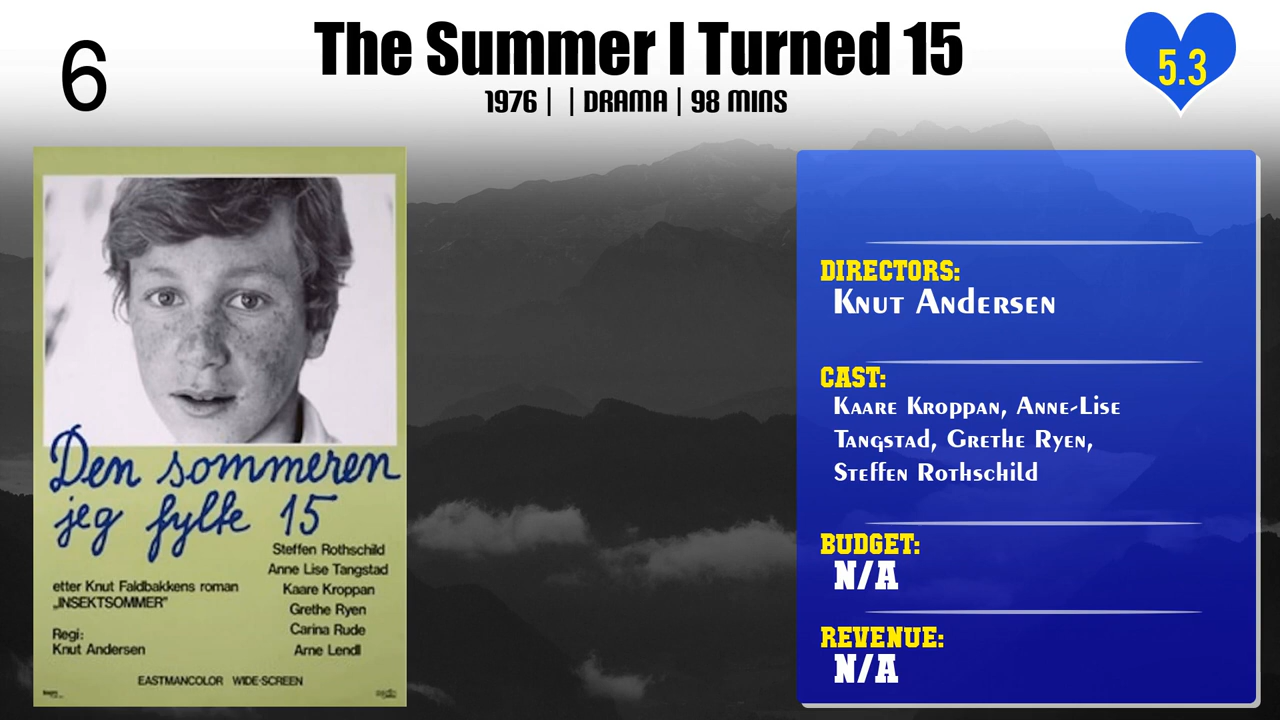 6
The Summer I Turned 15
1976 | | DRAMA | 98 MINS
5.3
Den sommeren
jeg fylte 15
Steffen Rothschild
Anne Lise Tangstad
Kaare Kroppan
Grethe Ryen
Carina Rude
Arne Lendl
etter Knut Faldbakkens roman
„INSEKTSOMMER"
Regi:
Knut Andersen
EASTMANCOLOR WIDE-SCREEN
DIRECTORS:
Knut Andersen
CAST:
Kaare Kroppan, Anne-Lise
Tangstad, Grethe Ryen,
Steffen Rothschild
BUDGET:
N/A
REVENUE:
N/A